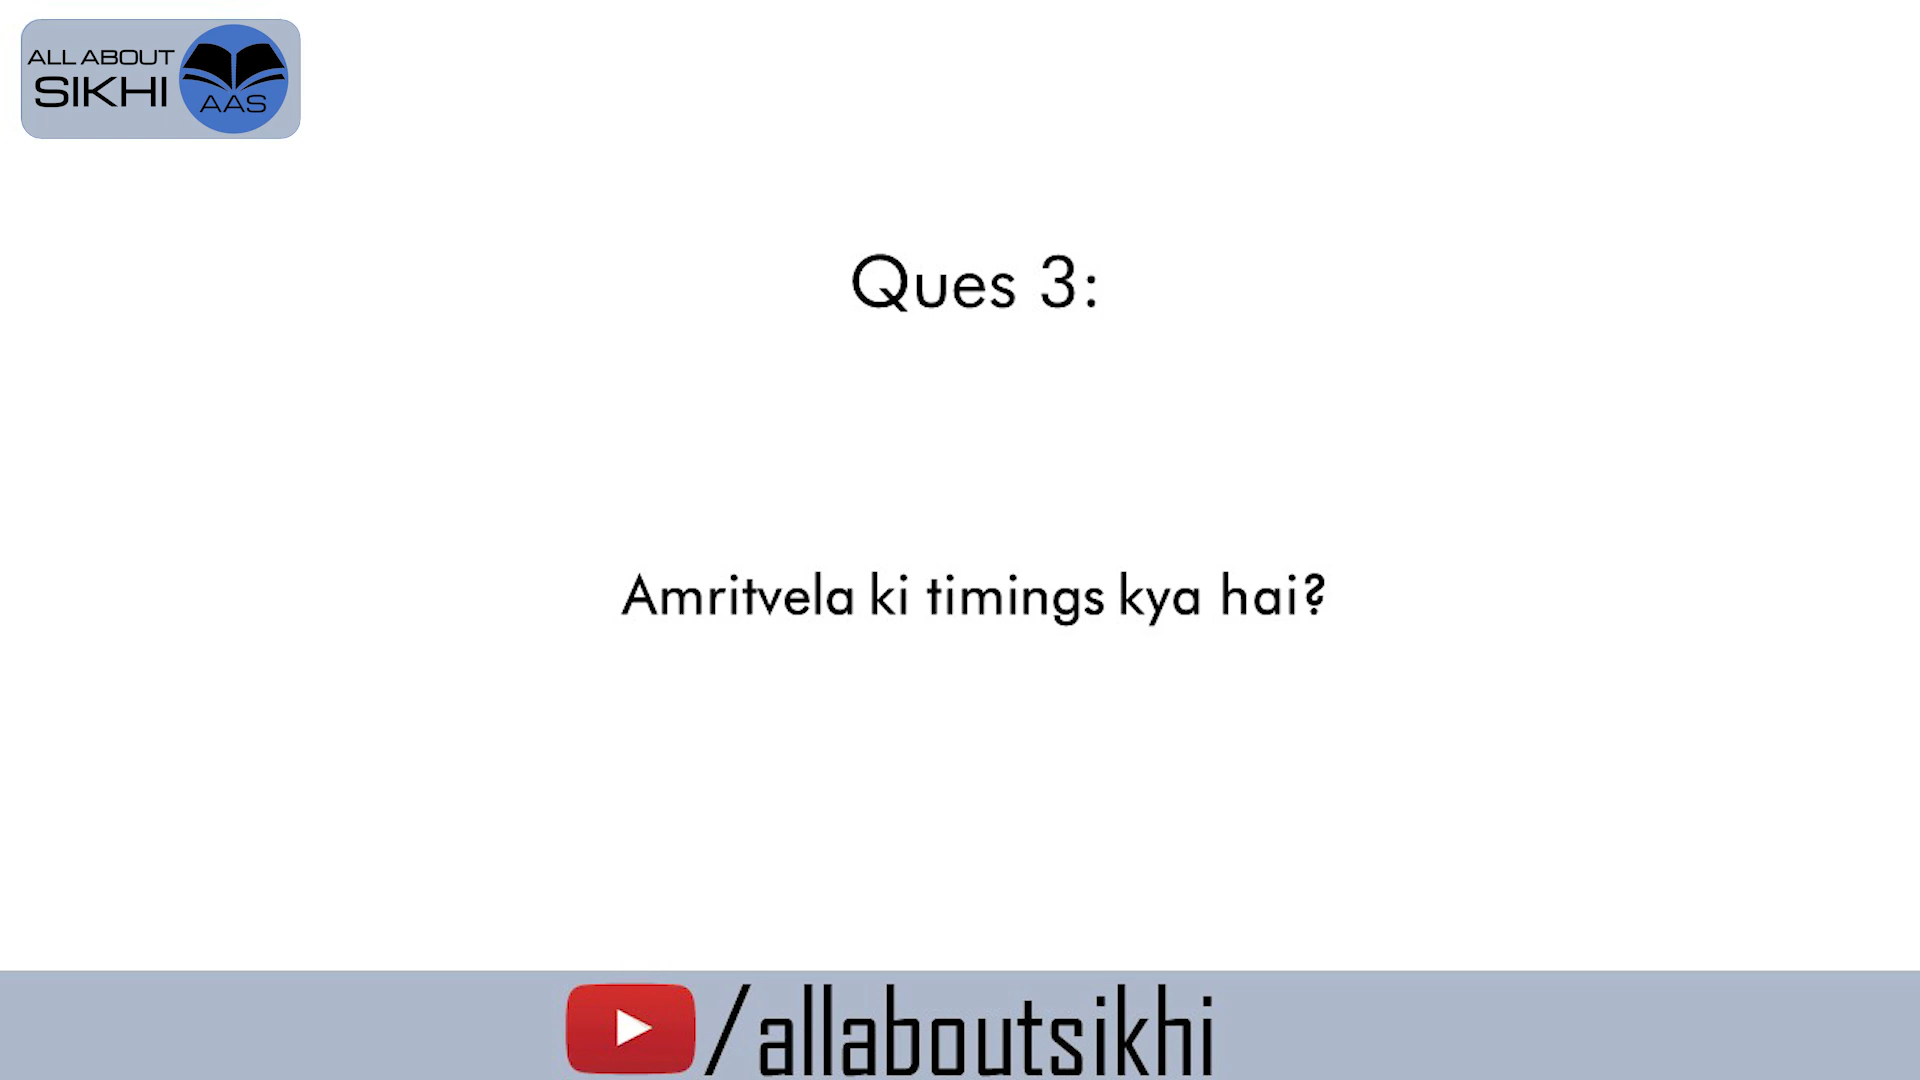 ALL ABOUT
SIKHI
AAS
Ques 3:
Amritvela ki timings kya hai?
/allaboutsikhi